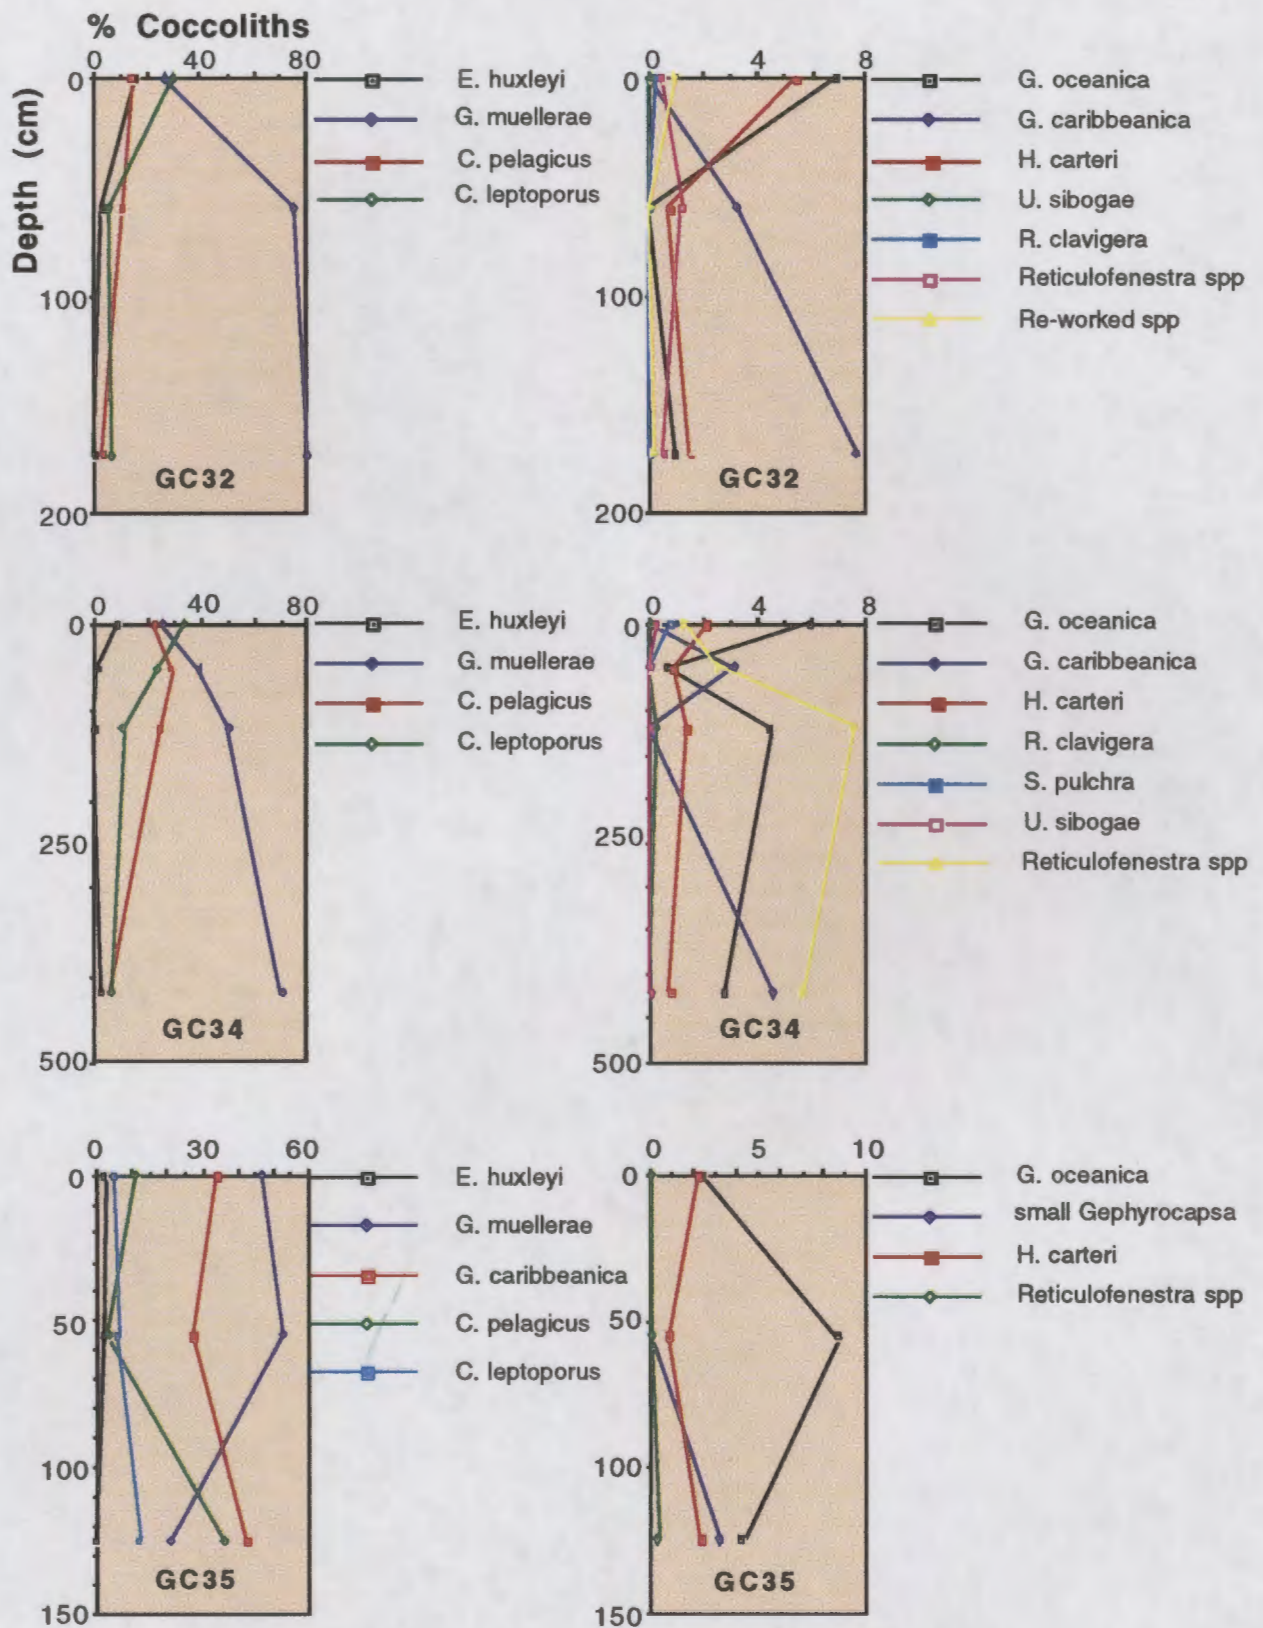 % Coccoliths
0 40 80
0 4 8
Depth (cm)
0
100
200
E. huxleyi
G. muellerae
C. pelagicus
C. leptoporus
GC32
0
100
200
G. oceanica
G. caribbeanica
H. carteri
U. sibogae
R. clavigera
Reticulofenestra spp
Re-worked spp
GC32
0 40 80
0
250
500
E. huxleyi
G. muellerae
C. pelagicus
C. leptoporus
GC34
0 4 8
0
250
500
G. oceanica
G. caribbeanica
H. carteri
R. clavigera
S. pulchra
U. sibogae
Reticulofenestra spp
GC34
0 30 60
0
50
100
150
E. huxleyi
G. muellerae
G. caribbeanica
C. pelagicus
C. leptoporus
GC35
0 5 10
0
50
100
150
G. oceanica
small Gephyrocapsa
H. carteri
Reticulofenestra spp
GC35